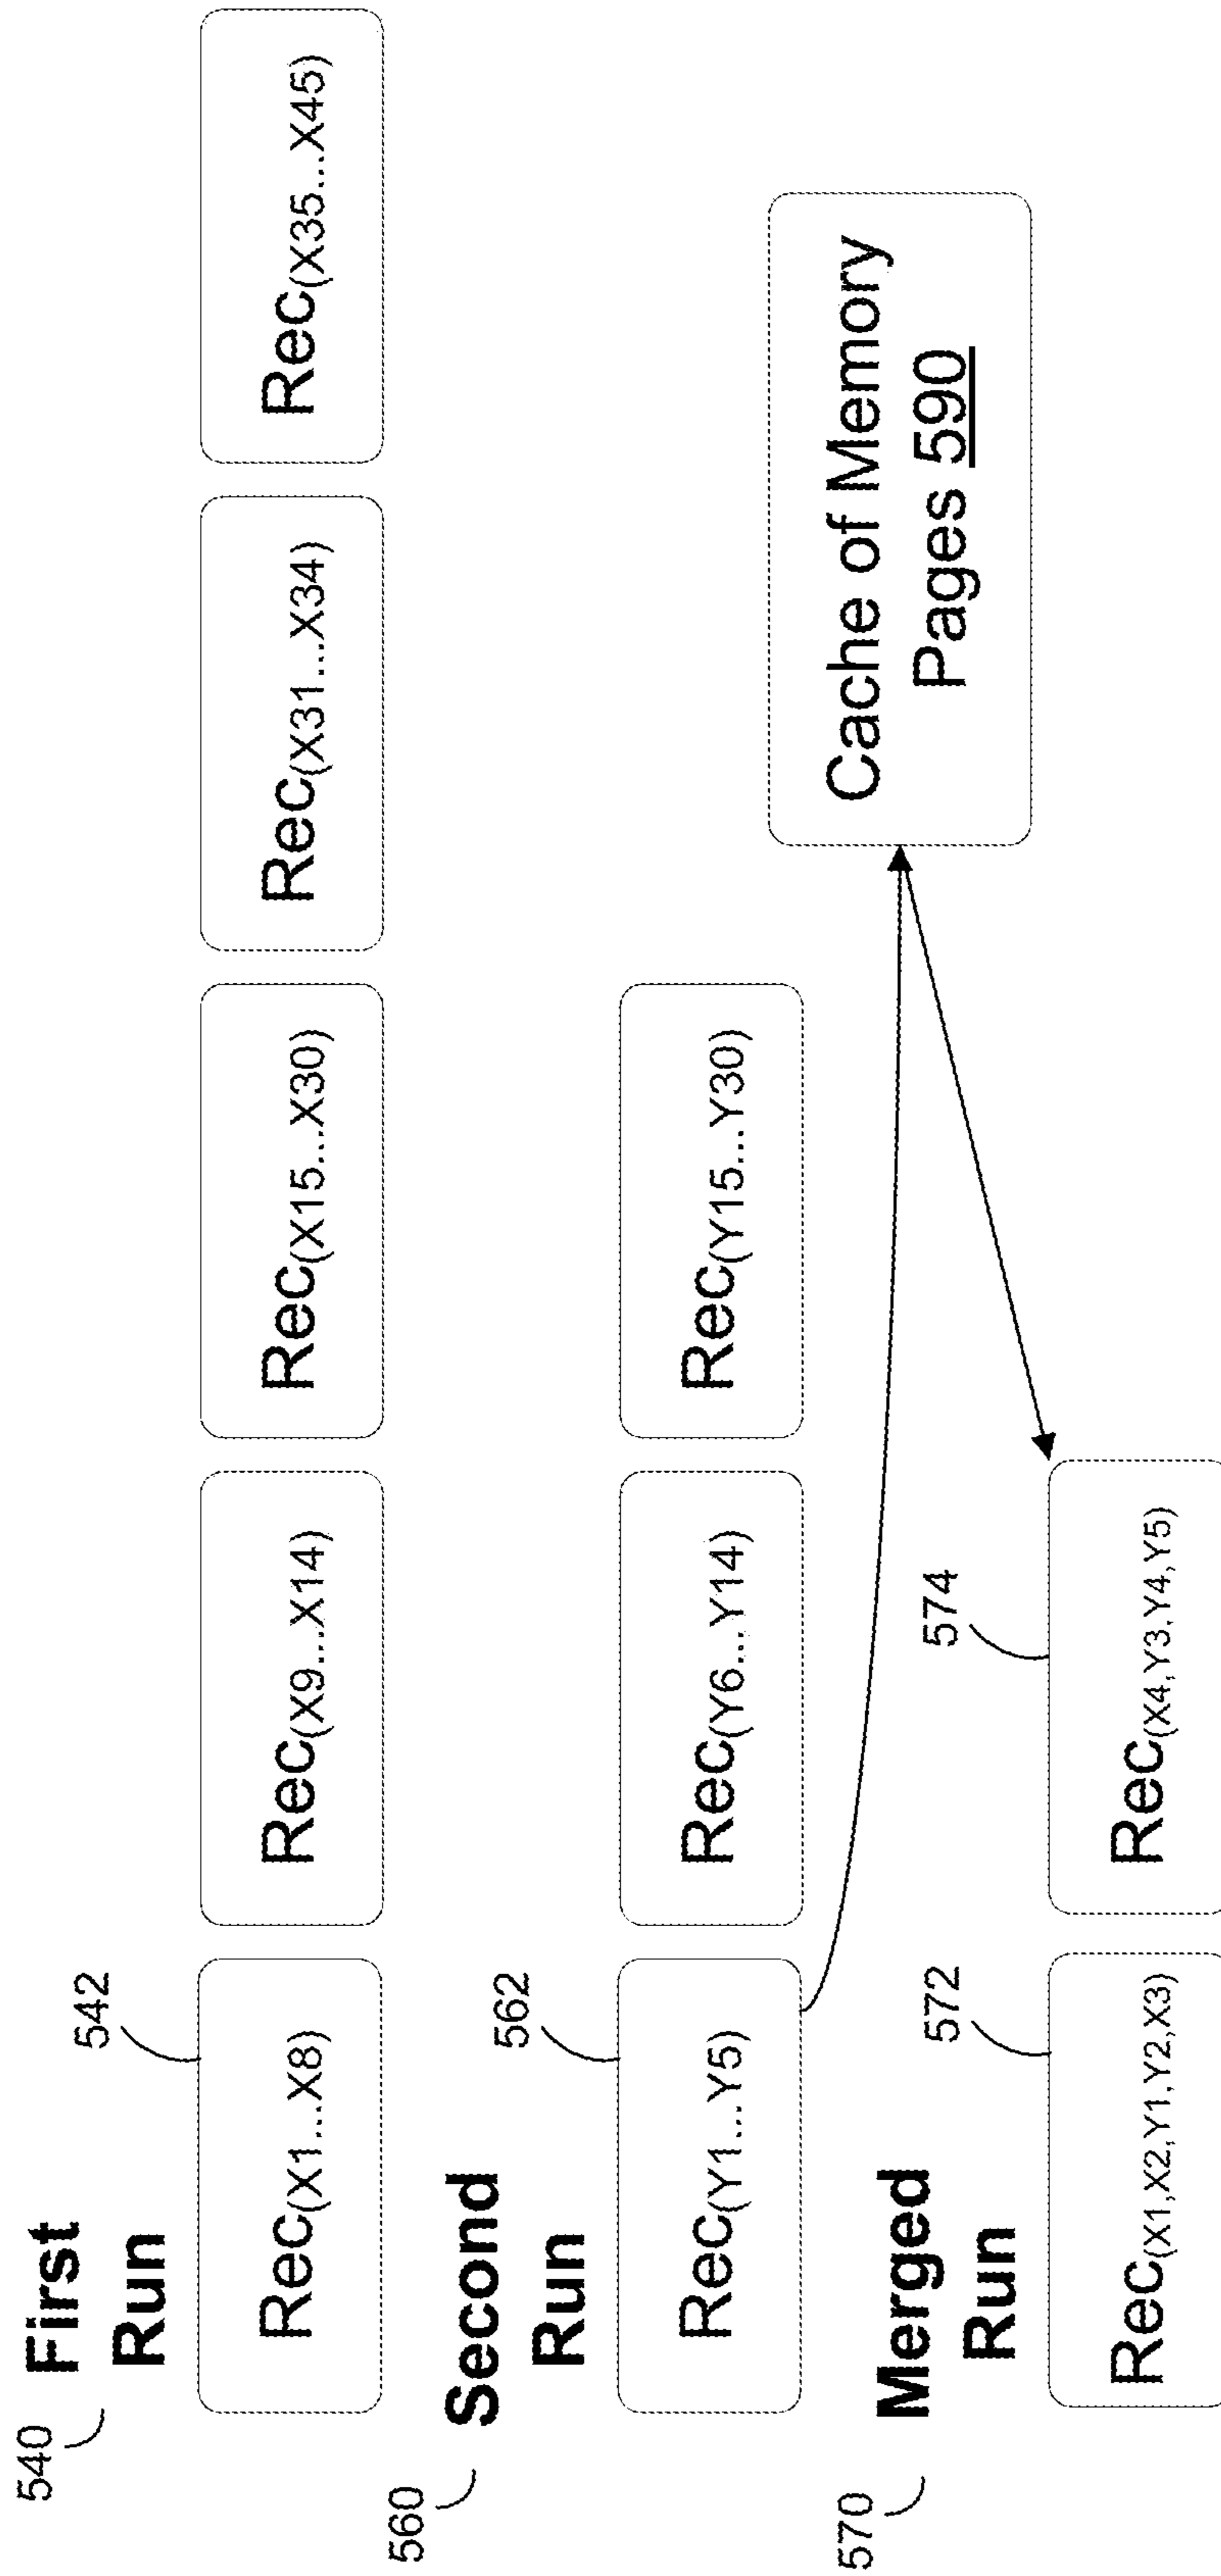 540
First
Run
542
Rec(X1...X8)
Rec(X9...X14)
Rec(X15...X30)
Rec(X31...X34)
Rec(X35...X45)
560
Second
Run
562
Rec(Y1...Y5)
Rec(Y6...Y14)
Rec(Y15...Y30)
Cache of Memory
Pages 590
570
Merged
Run
572
Rec(X1,X2,Y1,Y2,X3)
574
Rec(X4,Y3,Y4,Y5)